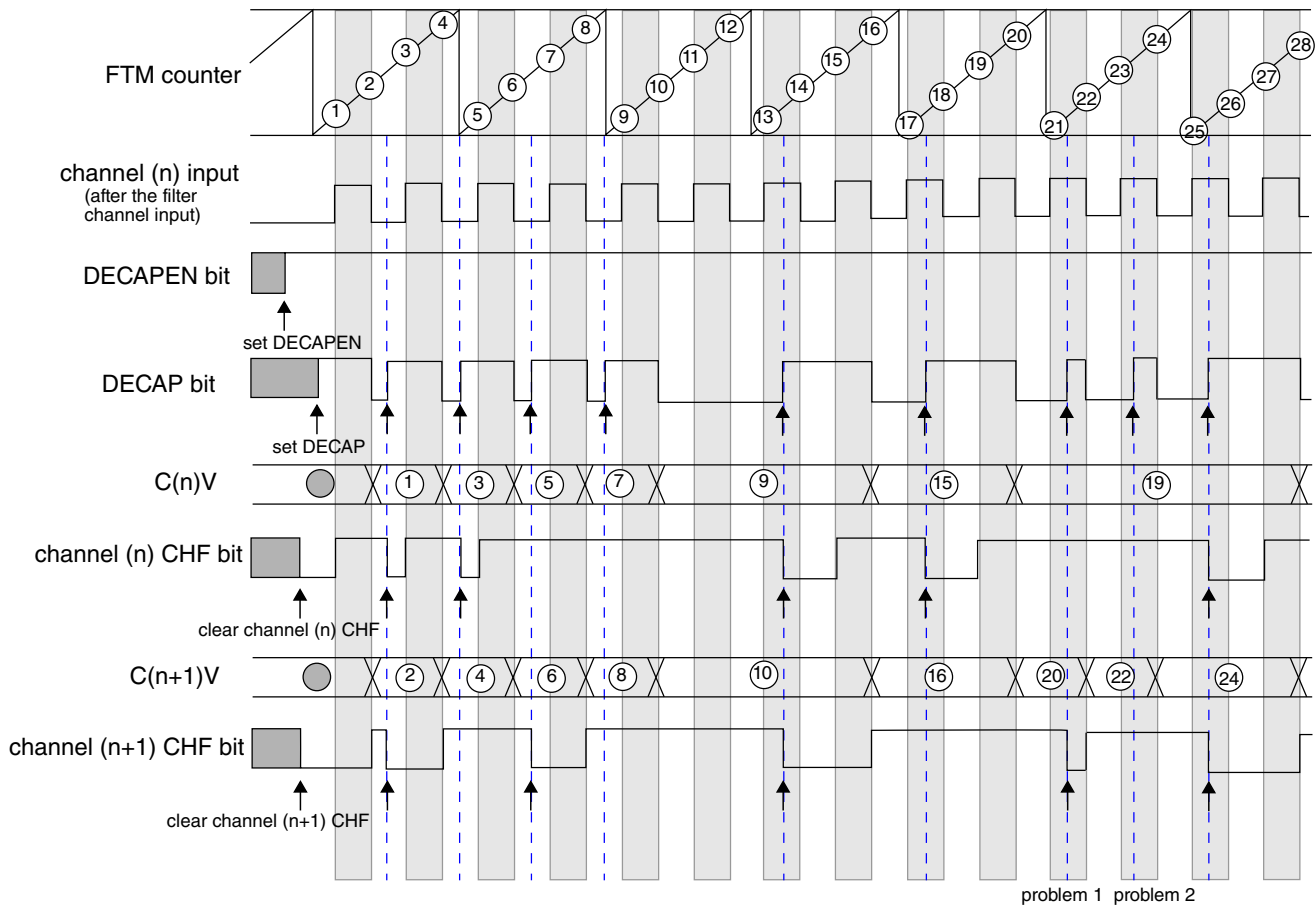 4 8 12 16 20 24 28
3 7 11 15 19 23 27
2 6 10 14 18 22 26
1 5 9 13 17 21 25
FTM counter
channel (n) input
(after the filter
channel input)
DECAPEN bit
set DECAPEN
DECAP bit
set DECAP
C(n)V
1 3 5 7 9 15 19
channel (n) CHF bit
clear channel (n) CHF
C(n+1)V
2 4 6 8 10 16 20 22 24
channel (n+1) CHF bit
clear channel (n+1) CHF
problem 1 problem 2